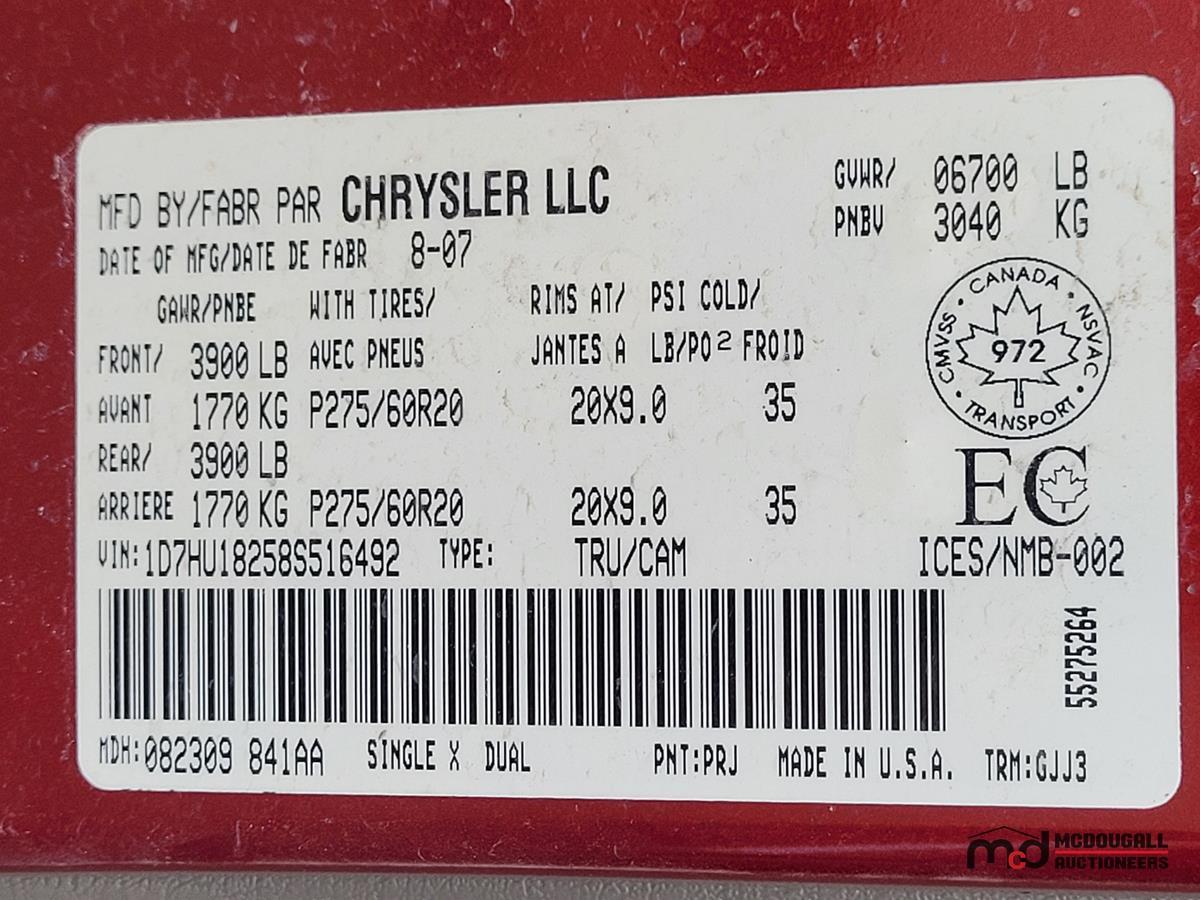 MFD BY/FABR PAR CHRYSLER LLC
GVWR/ 06700 LB
PNBV 3040 KG
DATE OF MFG/DATE DE FABR 8-07
GAWR/PNBE WITH TIRES/ RIMS AT/ PSI COLD/
FRONT/ 3900 LB AVEC PNEUS JANTES A LB/PO2 FROID
AVANT 1770 KG P275/60R20 20X9.0 35
REAR/ 3900 LB
ARRIERE 1770 KG P275/60R20 20X9.0 35
CANADA · NSVAC · TRANSPORT · CMVSS ·
972
EC
VIN:1D7HU18258S516492 TYPE: TRU/CAM ICES/NMB-002
55275264
MDH:082309 841AA SINGLE X DUAL PNT:PRJ MADE IN U.S.A. TRM:GJJ3
mcd MCDOUGALL
AUCTIONEERS